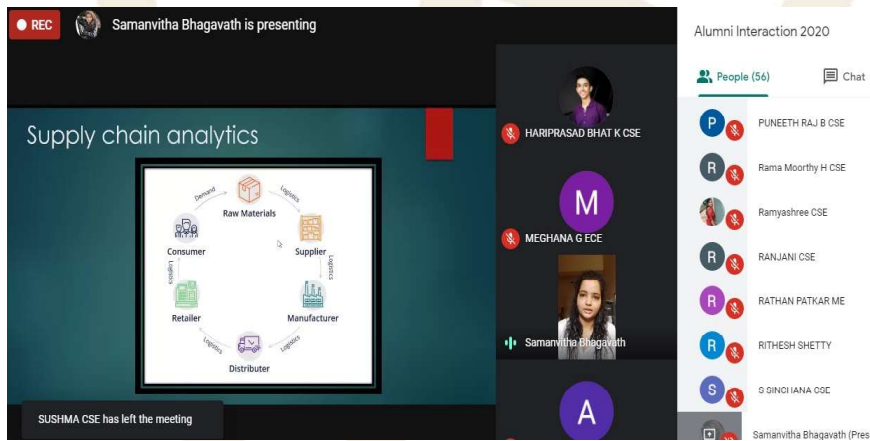 REC
Samanvitha Bhagavath is presenting
Supply chain analytics
Demand
Logistics
Raw Materials
Consumer
Supplier
Logistics
Logistics
Retailer
Manufacturer
Logistics
Logistics
Distributer
SUSHMA CSE has left the meeting
HARIPRASAD BHAT K CSE
M
MEGHANA G ECE
Samanvitha Bhagavath
A
Alumni Interaction 2020
People (56)
Chat
P
PUNEETH RAJ B CSE
R
Rama Moorthy H CSE
Ramyashree CSE
R
RANJANI CSE
R
RATHAN PATKAR ME
R
RITHESH SHETTY
S
S SINCHANA CSE
Samanvitha Bhagavath (Pres